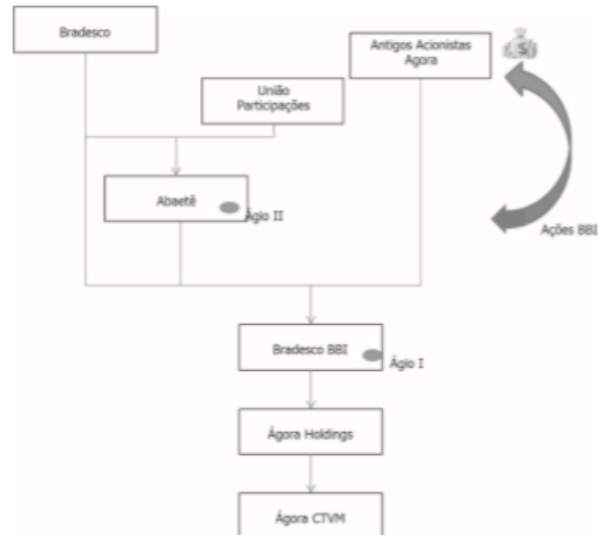 Bradesco
Antigos Acionistas
Agora
$
União
Participações
Abaetê
Ágio II
Ações BBI
Bradesco BBI
Ágio I
Ágora Holdings
Ágora CTVM